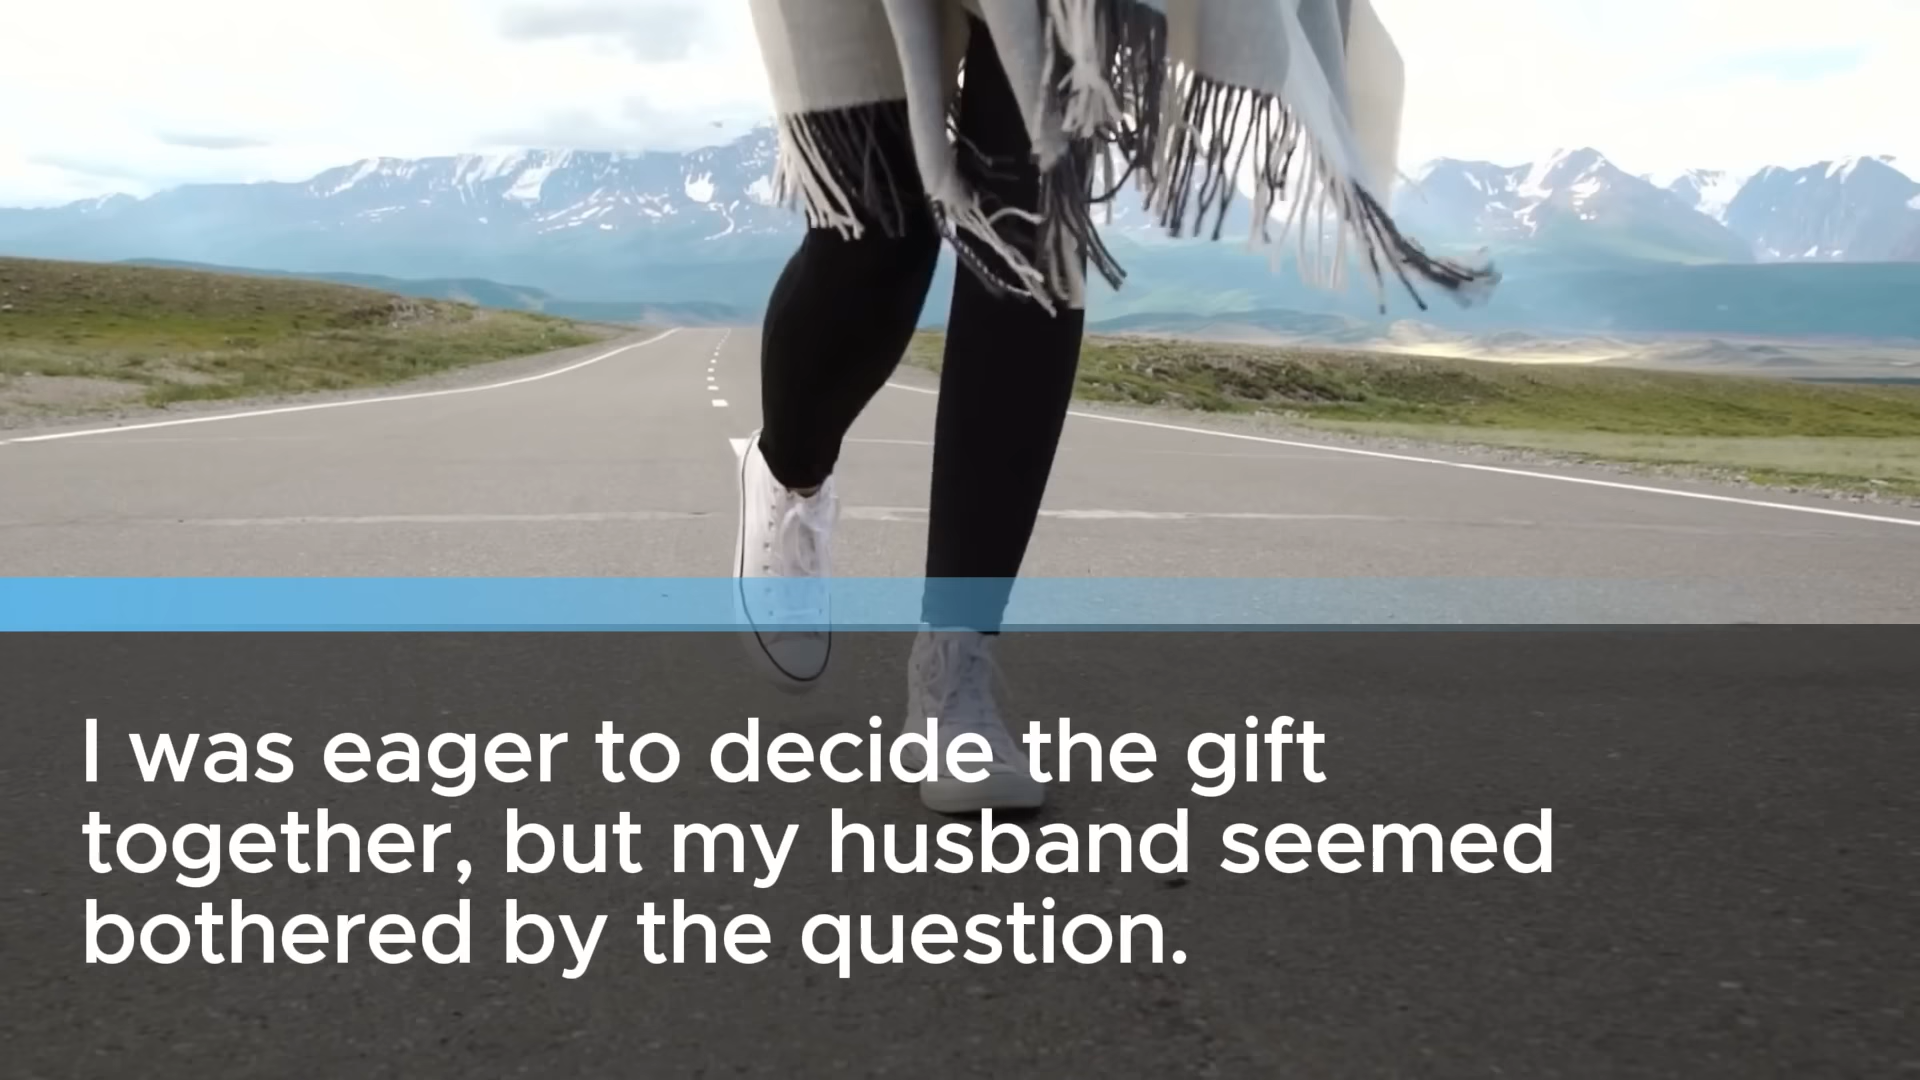 I was eager to decide the gift
together, but my husband seemed
bothered by the question.